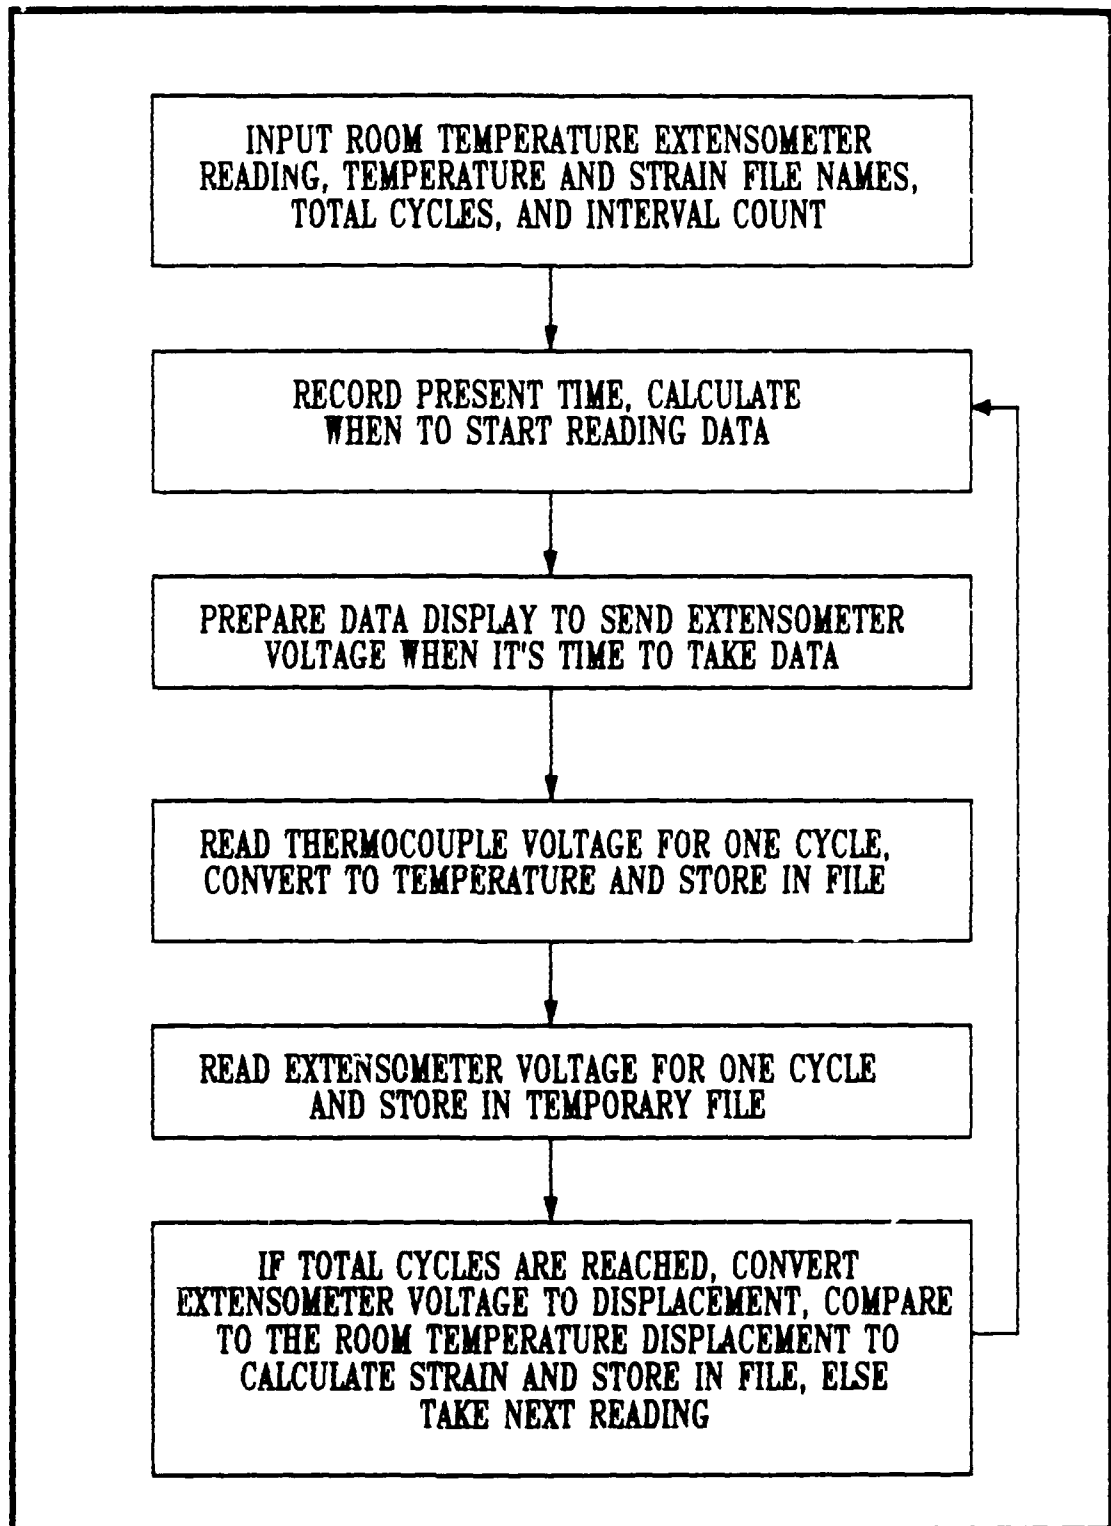 INPUT ROOM TEMPERATURE EXTENSOMETER
READING, TEMPERATURE AND STRAIN FILE NAMES,
TOTAL CYCLES, AND INTERVAL COUNT
RECORD PRESENT TIME, CALCULATE
WHEN TO START READING DATA
PREPARE DATA DISPLAY TO SEND EXTENSOMETER
VOLTAGE WHEN IT'S TIME TO TAKE DATA
READ THERMOCOUPLE VOLTAGE FOR ONE CYCLE,
CONVERT TO TEMPERATURE AND STORE IN FILE
READ EXTENSOMETER VOLTAGE FOR ONE CYCLE
AND STORE IN TEMPORARY FILE
IF TOTAL CYCLES ARE REACHED, CONVERT
EXTENSOMETER VOLTAGE TO DISPLACEMENT, COMPARE
TO THE ROOM TEMPERATURE DISPLACEMENT TO
CALCULATE STRAIN AND STORE IN FILE, ELSE
TAKE NEXT READING